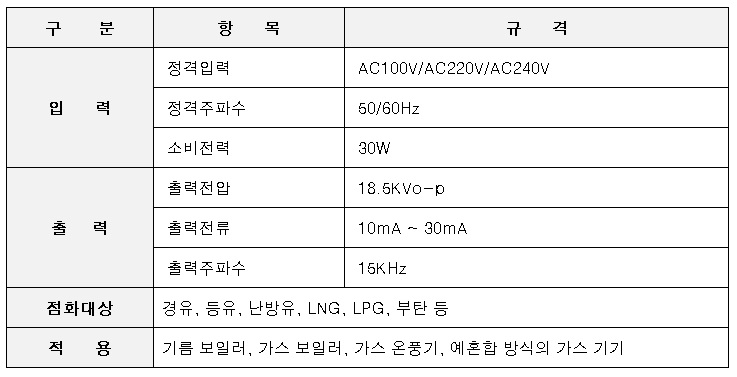 구 분 항 목 규 격
정격입력 AC100V/AC220V/AC240V
입 력 정격주파수 50/60Hz
소비전력 30W
출력전압 18.5KVo-p
출 력 출력전류 10mA ~ 30mA
출력주파수 15KHz
점화대상 경유, 등유, 난방유, LNG, LPG, 부탄 등
적 용 기름 보일러, 가스 보일러, 가스 온풍기, 예혼합 방식의 가스 기기